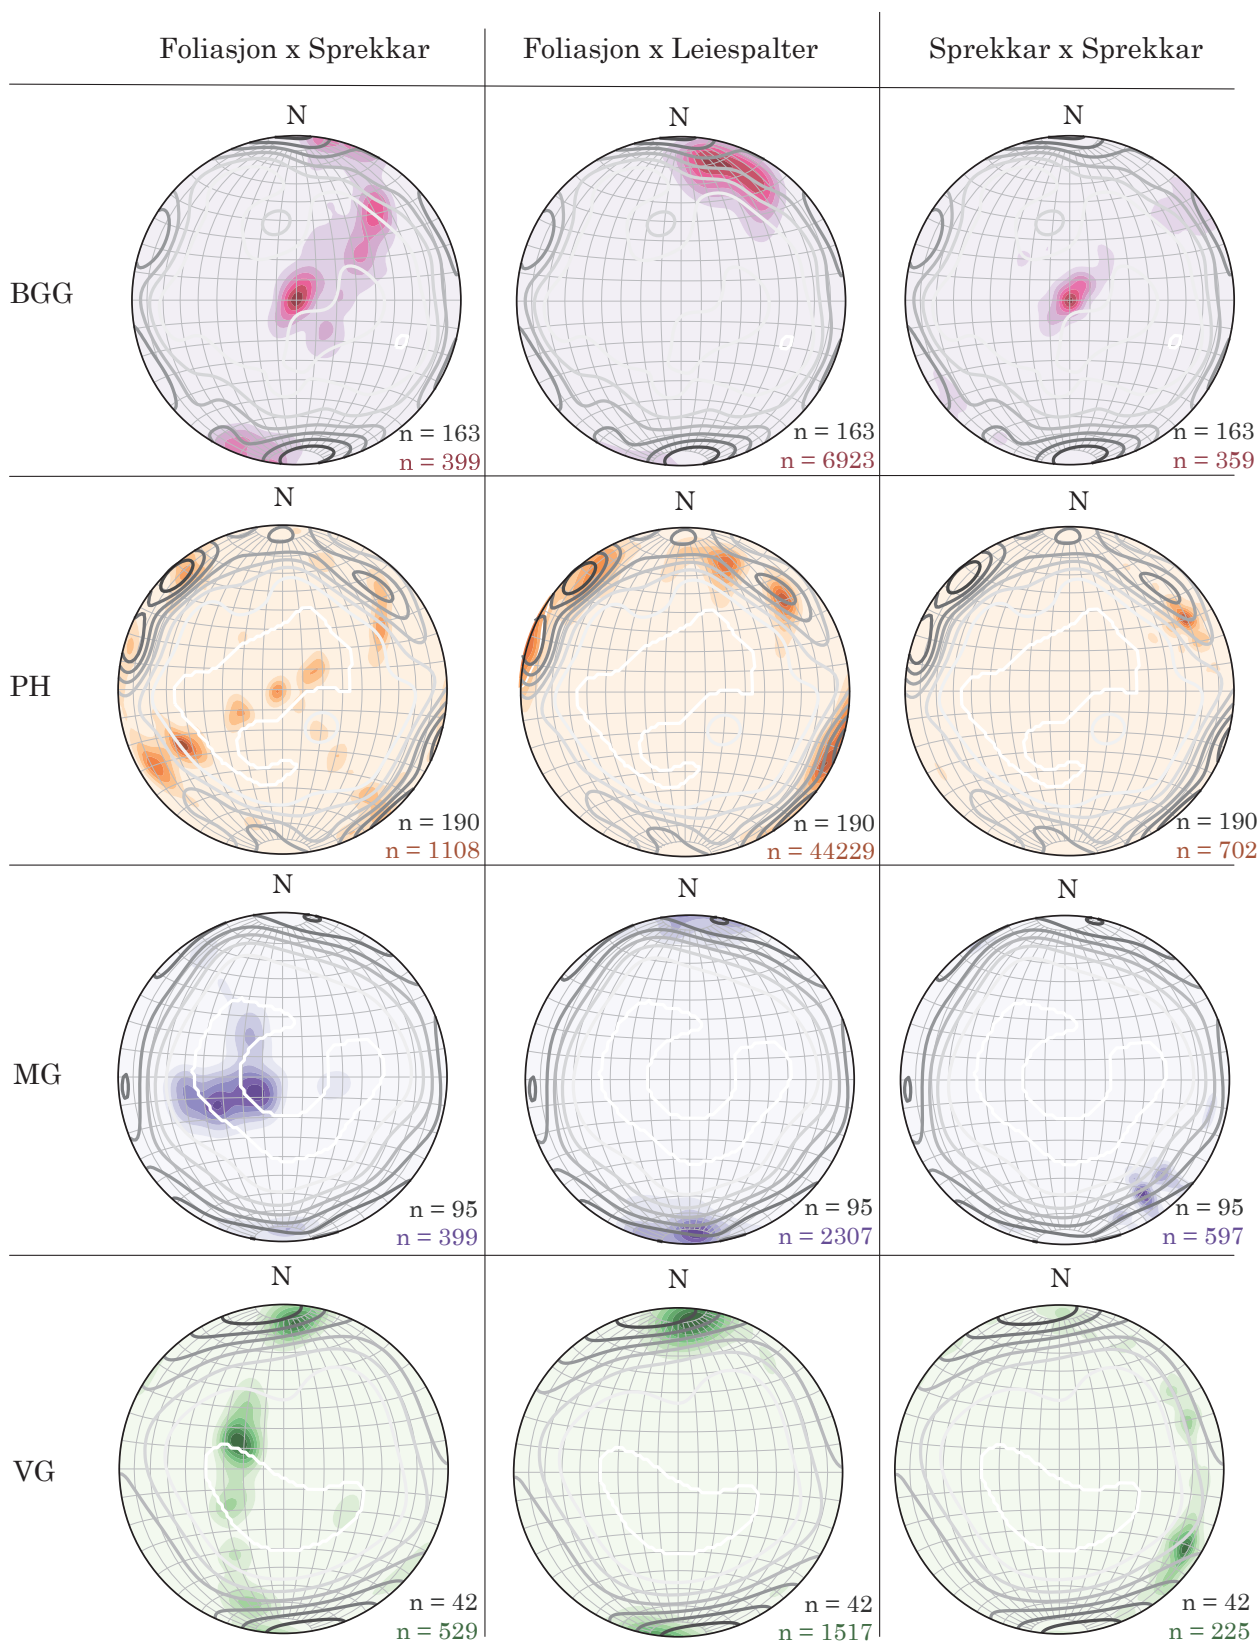 Foliasjon x Sprekkar
Foliasjon x Leiespalter
Sprekkar x Sprekkar
BGG
N
n = 163
n = 399
N
n = 163
n = 6923
N
n = 163
n = 359
PH
N
n = 190
n = 1108
N
n = 190
n = 44229
N
n = 190
n = 702
MG
N
n = 95
n = 399
N
n = 95
n = 2307
N
n = 95
n = 597
VG
N
n = 42
n = 529
N
n = 42
n = 1517
N
n = 42
n = 225